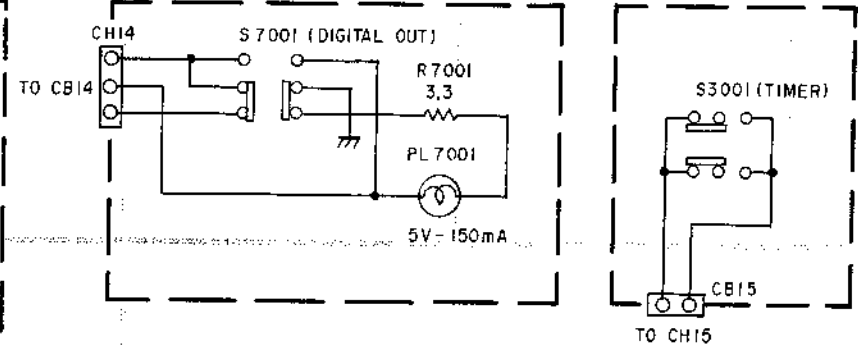 CH14
S7001 (DIGITAL OUT)
TO CB14
R7001
3.3
PL7001
5V-150mA
S3001 (TIMER)
CB15
TO CH15